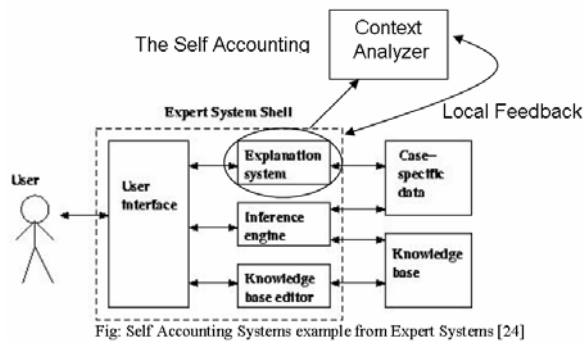 The Self Accounting
Context
Analyzer
Local Feedback
Expert System Shell
User
User
interface
Explanation
system
Inference
engine
Knowledge
base editor
Case–
specific
data
Knowledge
base
Fig: Self Accounting Systems example from Expert Systems [24]